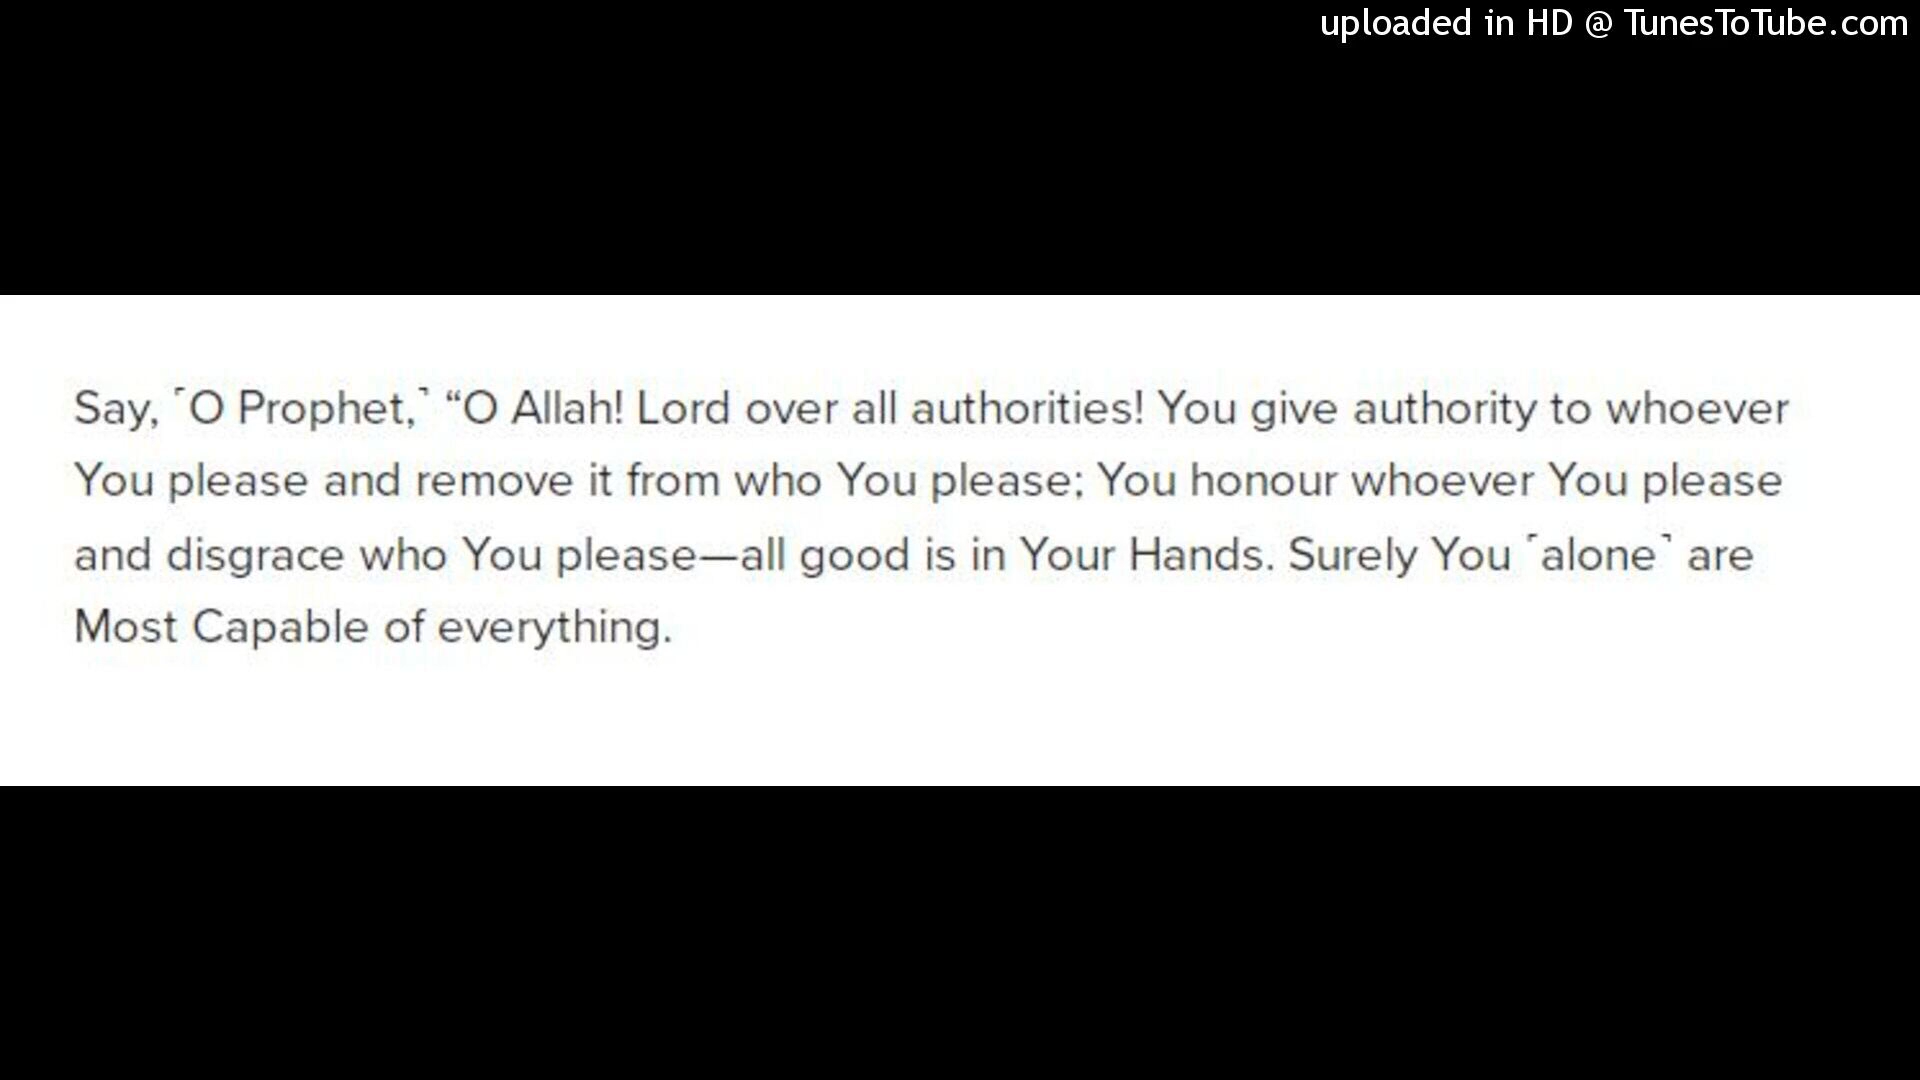 uploaded in HD @ TunesToTube.com
Say, ˹O Prophet,˺ “O Allah! Lord over all authorities! You give authority to whoever
You please and remove it from who You please; You honour whoever You please
and disgrace who You please—all good is in Your Hands. Surely You ˹alone˺ are
Most Capable of everything.